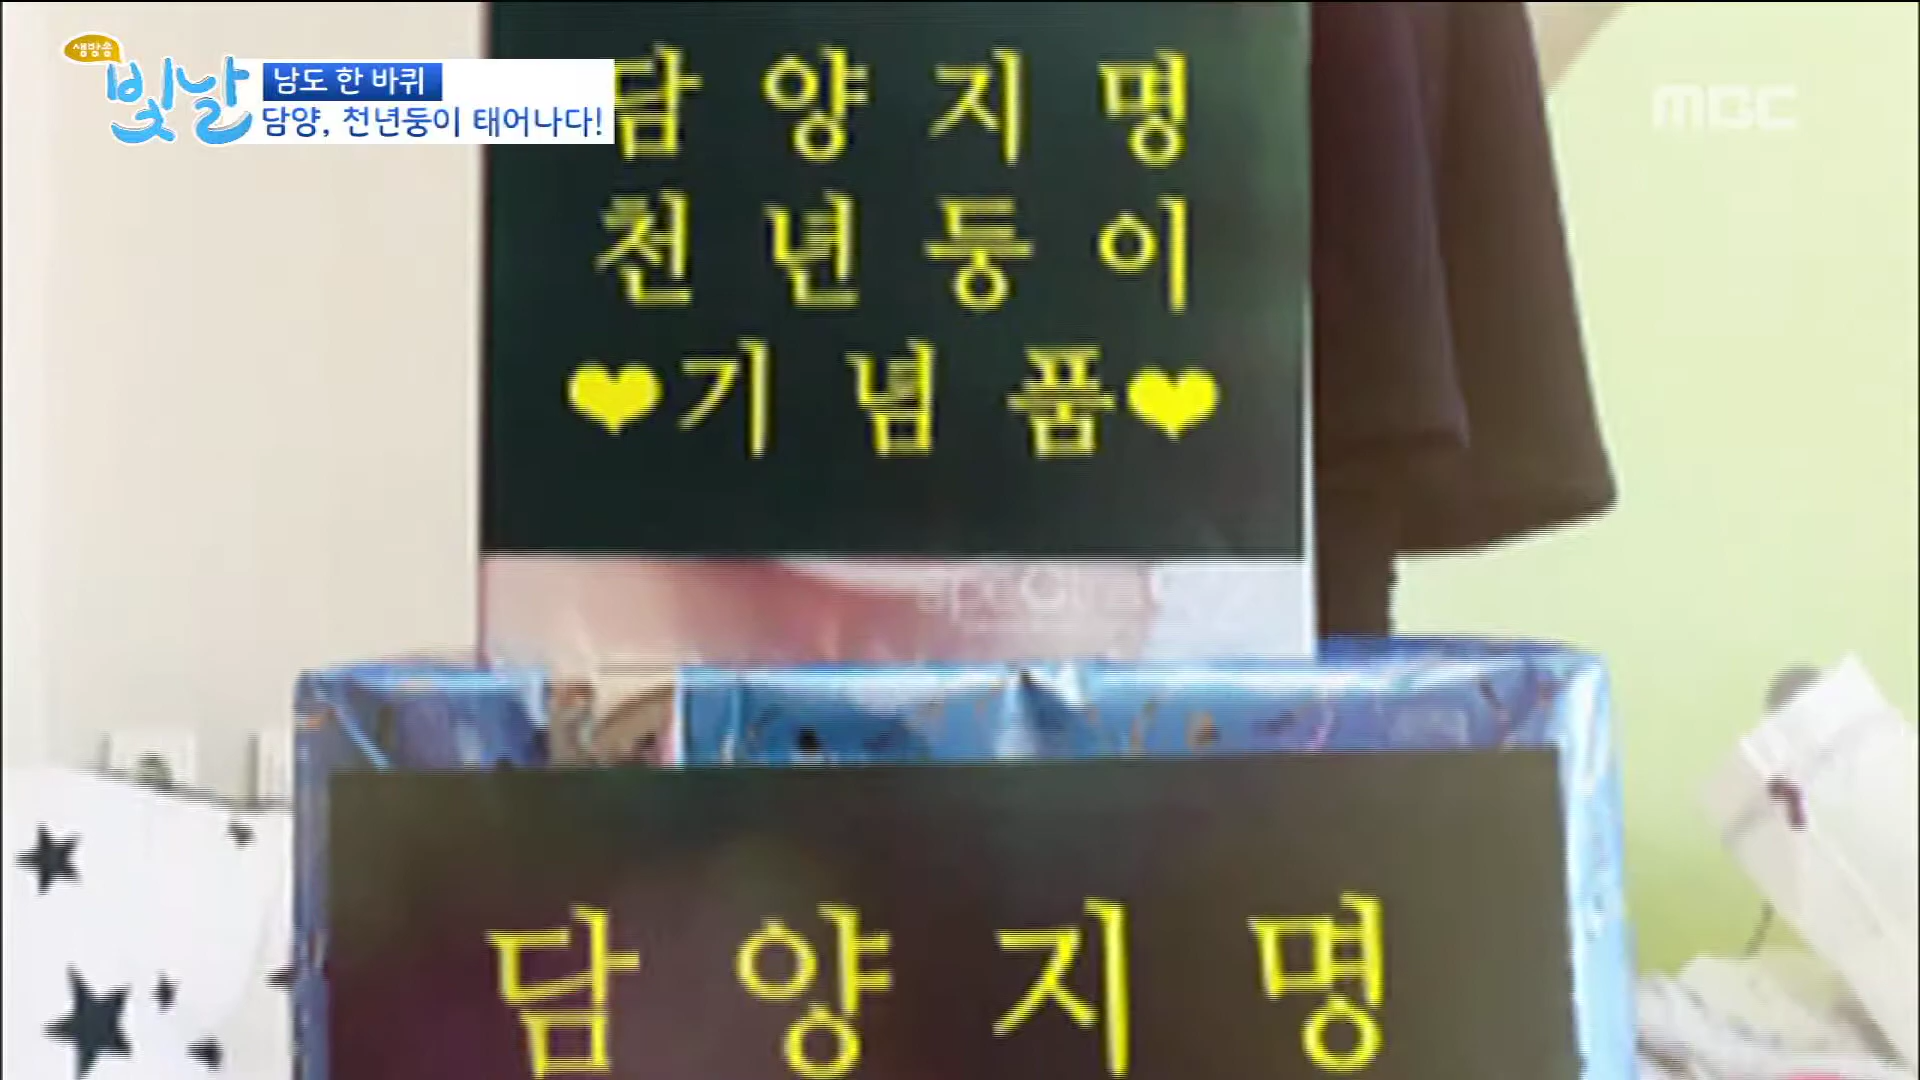 생방송
빛날
남도 한 바퀴
담양, 천년둥이 태어나다!
MBC
담양지명
천년둥이
❤기념품❤
담양지명